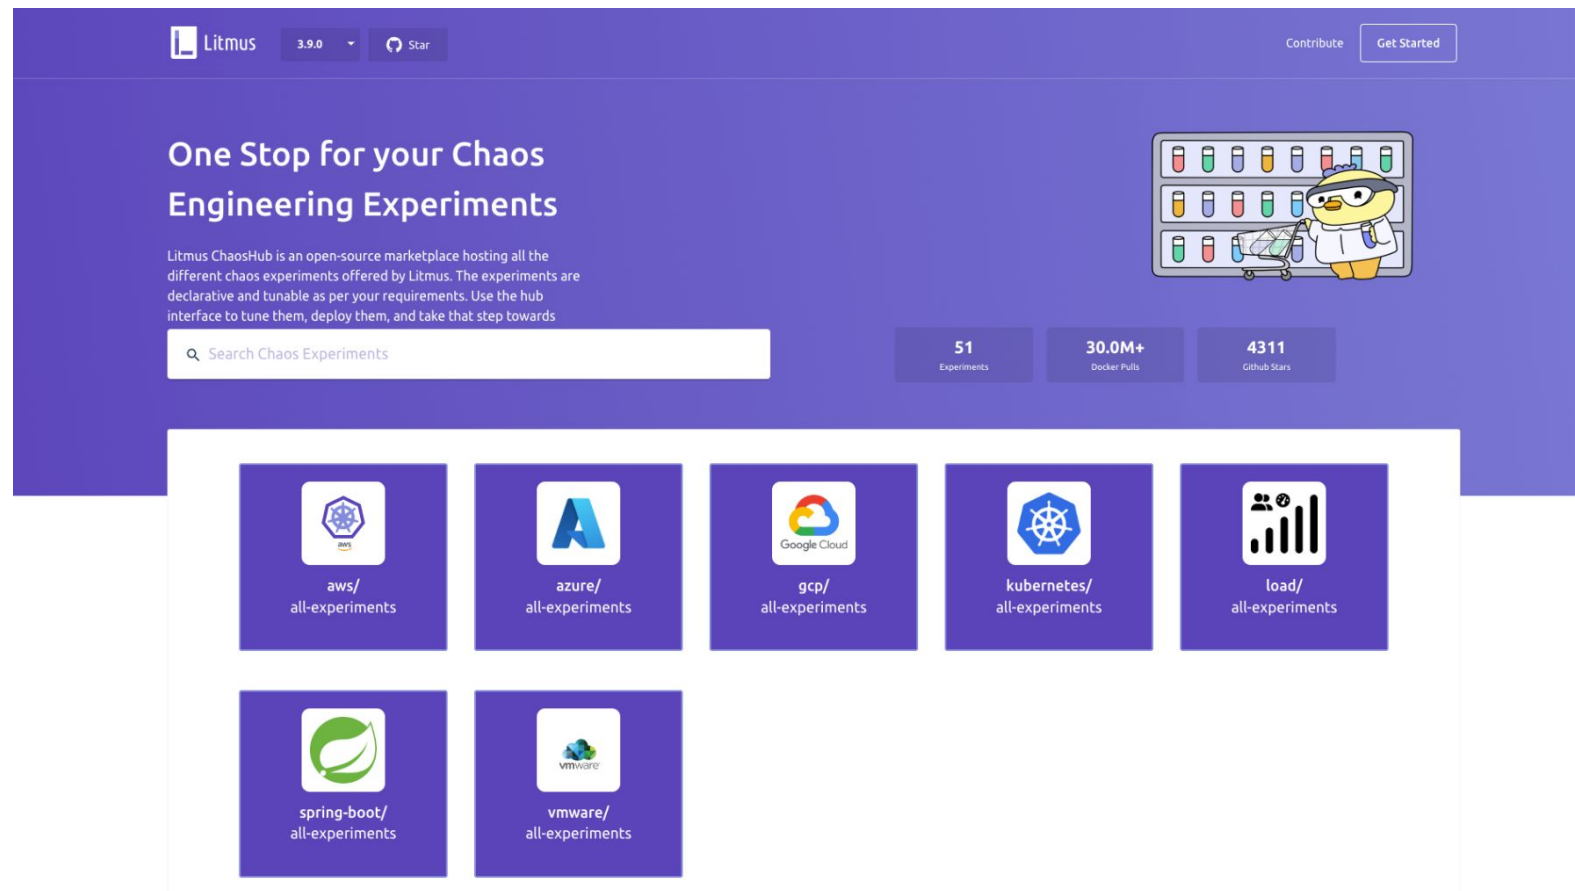 Litmus
3.9.0
Star
Contribute
Get Started
One Stop for your Chaos
Engineering Experiments
Litmus ChaosHub is an open-source marketplace hosting all the
different chaos experiments offered by Litmus. The experiments are
declarative and tunable as per your requirements. Use the hub
interface to tune them, deploy them, and take that step towards
Search Chaos Experiments
51
Experiments
30.0M+
Docker Pulls
4311
Github Stars
aws
aws/
all-experiments
azure/
all-experiments
Google Cloud
gcp/
all-experiments
kubernetes/
all-experiments
load/
all-experiments
spring-boot/
all-experiments
vmware
vmware/
all-experiments